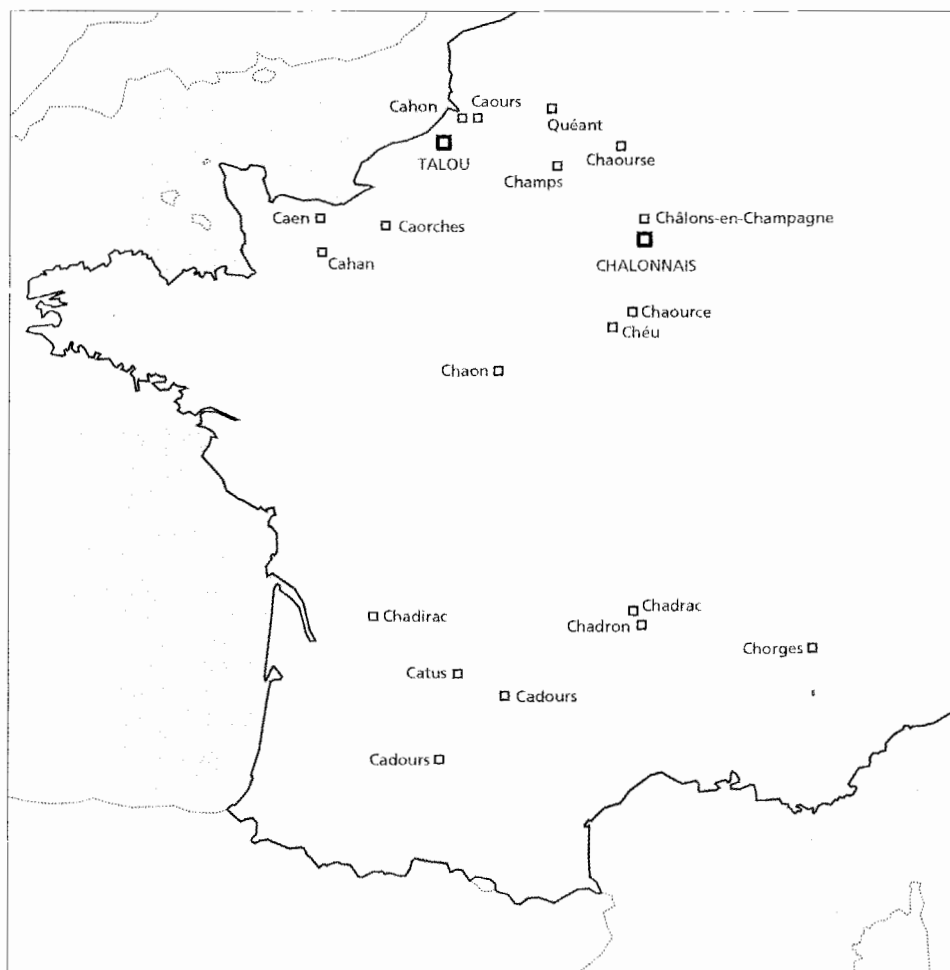 Cahon
Caours
Quéant
TALOU
Chaourse
Champs
Caen
Caorches
Châlons-en-Champagne
Cahan
CHALONNAIS
Chaource
Chéu
Chaon
Chadirac
Chadrac
Chadron
Chorges
Catus
Cadours
Cadours